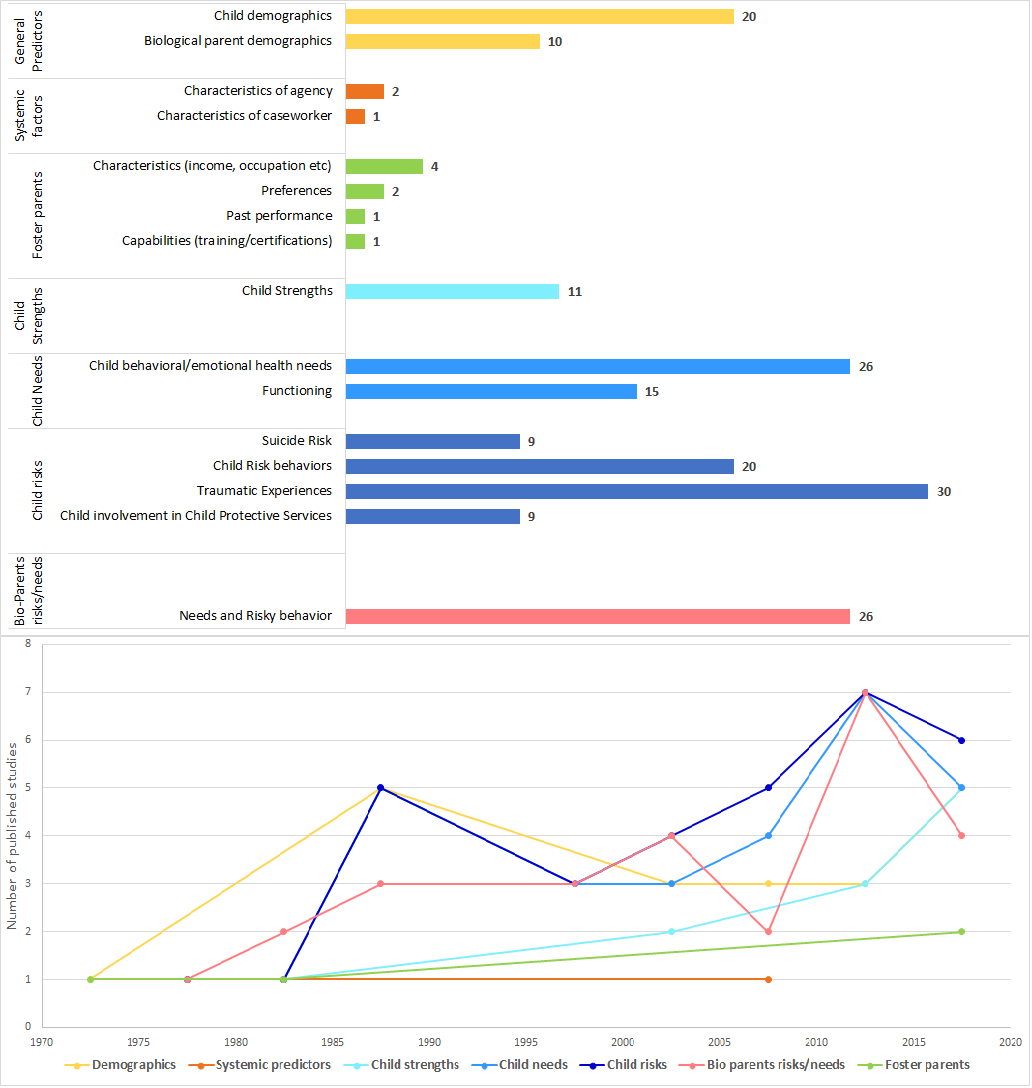 General
Predictors
Child demographics
20
Biological parent demographics
10
Systemic
factors
Characteristics of agency
2
Characteristics of caseworker
1
Foster parents
Characteristics (income, occupation etc)
4
Preferences
2
Past performance
1
Capabilities (training/certifications)
1
Child
Strengths
Child Strengths
11
Child Needs
Child behavioral/emotional health needs
26
Functioning
15
Child risks
Suicide Risk
9
Child Risk behaviors
20
Traumatic Experiences
30
Child involvement in Child Protective Services
9
Bio-Parents
risks/needs
Needs and Risky behavior
26
Number of published studies
8
7
6
5
4
3
2
1
0
1970 1975 1980 1985 1990 1995 2000 2005 2010 2015 2020
Demographics Systemic predictors Child strengths Child needs Child risks Bio parents risks/needs Foster parents